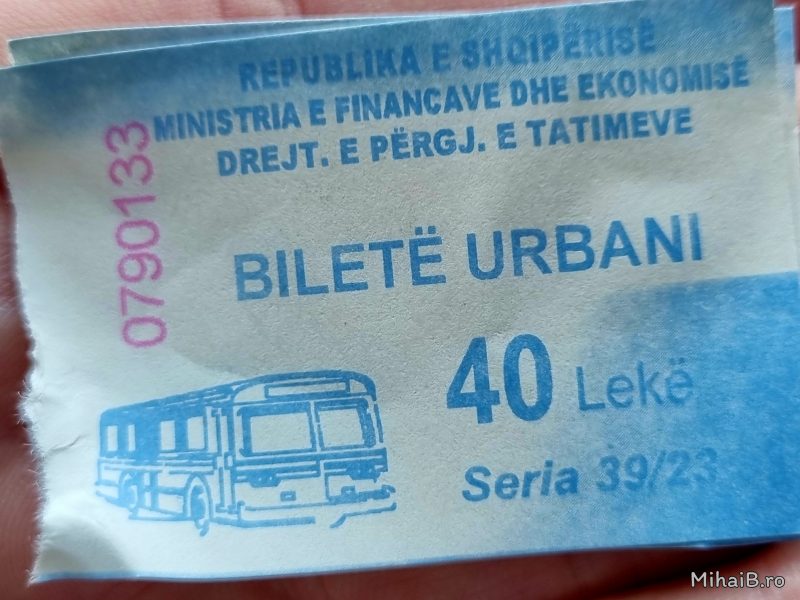 REPUBLIKA E SHQIPËRISË
MINISTRIA E FINANCAVE DHE EKONOMISË
DREJT. E PËRGJ. E TATIMEVE
0790133
BILETË URBANI
40 Lekë
Seria 39/23
MihaiB.ro